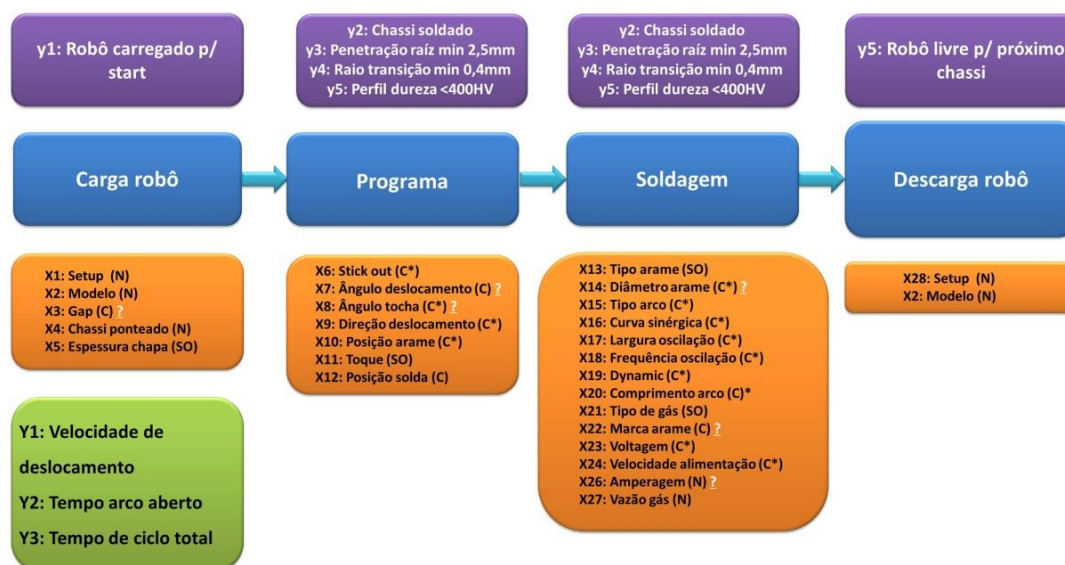 y1: Robô carregado p/
start
y2: Chassi soldado
y3: Penetração raíz min 2,5mm
y4: Raio transição min 0,4mm
y5: Perfil dureza <400HV
y2: Chassi soldado
y3: Penetração raíz min 2,5mm
y4: Raio transição min 0,4mm
y5: Perfil dureza <400HV
y5: Robô livre p/ próximo
chassi
Carga robô
Programa
Soldagem
Descarga robô
X1: Setup (N)
X2: Modelo (N)
X3: Gap (C) ?
X4: Chassi ponteado (N)
X5: Espessura chapa (SO)
X6: Stick out (C*)
X7: Ângulo deslocamento (C) ?
X8: Ângulo tocha (C*) ?
X9: Direção deslocamento (C*)
X10: Posição arame (C*)
X11: Toque (SO)
X12: Posição solda (C)
X13: Tipo arame (SO)
X14: Diâmetro arame (C*) ?
X15: Tipo arco (C*)
X16: Curva sinérgica (C*)
X17: Largura oscilação (C*)
X18: Frequência oscilação (C*)
X19: Dynamic (C*)
X20: Comprimento arco (C)*
X21: Tipo de gás (SO)
X22: Marca arame (C) ?
X23: Voltagem (C*)
X24: Velocidade alimentação (C*)
X26: Amperagem (N) ?
X27: Vazão gás (N)
X28: Setup (N)
X2: Modelo (N)
Y1: Velocidade de
deslocamento
Y2: Tempo arco aberto
Y3: Tempo de ciclo total